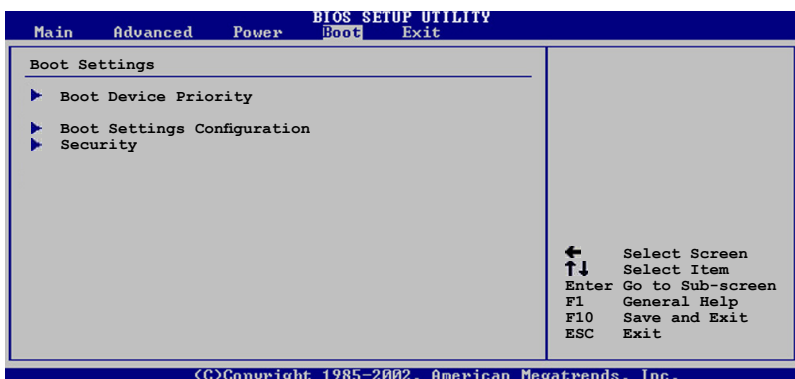 BIOS SETUP UTILITY
Main Advanced Power Boot Exit
Boot Settings
Boot Device Priority
Boot Settings Configuration
Security
← Select Screen
↑↓ Select Item
Enter Go to Sub-screen
F1 General Help
F10 Save and Exit
ESC Exit
(C)Copyright 1985-2002, American Megatrends, Inc.